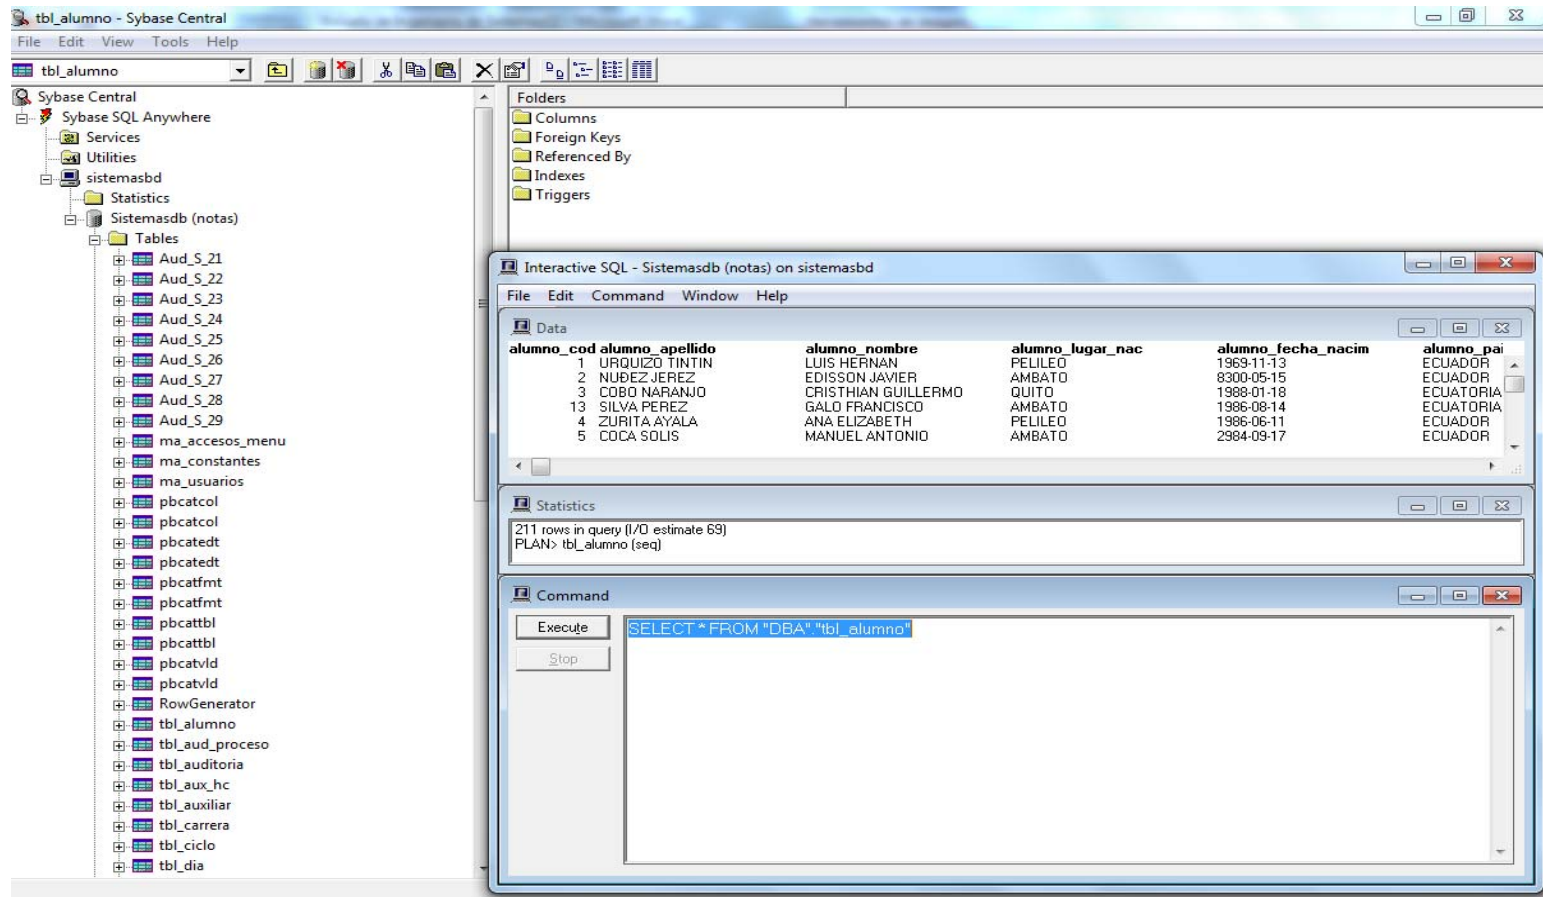 tbl_alumno - Sybase Central
File Edit View Tools Help
tbl_alumno
Sybase Central
Sybase SQL Anywhere
Services
Utilities
sistemasbd
Statistics
Sistemasdb (notas)
Tables
Aud_S_21
Aud_S_22
Aud_S_23
Aud_S_24
Aud_S_25
Aud_S_26
Aud_S_27
Aud_S_28
Aud_S_29
ma_accesos_menu
ma_constantes
ma_usuarios
pbcatcol
pbcatcol
pbcatedt
pbcatedt
pbcatfmt
pbcatfmt
pbcattbl
pbcattbl
pbcatvld
pbcatvld
RowGenerator
tbl_alumno
tbl_aud_proceso
tbl_auditoria
tbl_aux_hc
tbl_auxiliar
tbl_carrera
tbl_ciclo
tbl_dia
Folders
Columns
Foreign Keys
Referenced By
Indexes
Triggers
Interactive SQL - Sistemasdb (notas) on sistemasbd
File Edit Command Window Help
Data
alumno_cod alumno_apellido alumno_nombre alumno_lugar_nac alumno_fecha_nacim alumno_pai
1 URQUIZO TINTIN LUIS HERNAN PELILEO 1969-11-13 ECUADOR
2 NUÐEZ JEREZ EDISSON JAVIER AMBATO 8300-05-15 ECUADOR
3 COBO NARANJO CRISTHIAN GUILLERMO QUITO 1988-01-18 ECUATORIA
13 SILVA PEREZ GALO FRANCISCO AMBATO 1986-08-14 ECUATORIA
4 ZURITA AYALA ANA ELIZABETH PELILEO 1986-06-11 ECUADOR
5 COCA SOLIS MANUEL ANTONIO AMBATO 2984-09-17 ECUADOR
Statistics
211 rows in query (I/O estimate 69)
PLAN> tbl_alumno (seq)
Command
Execute
Stop
SELECT * FROM "DBA"."tbl_alumno"